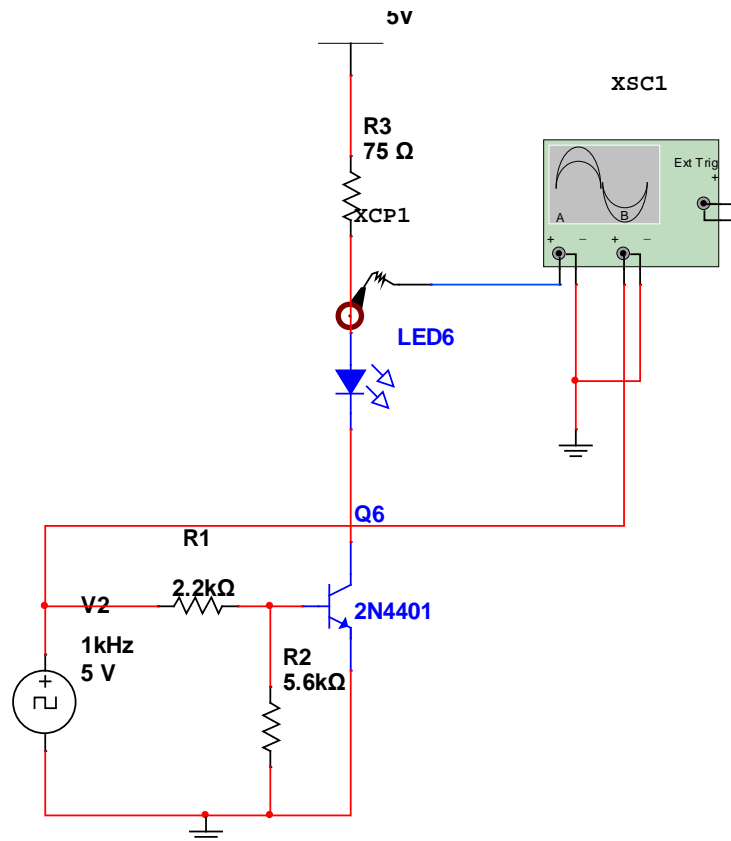 5V
XSC1
R3
75 Ω
Ext Trig
+
XCP1
A
B
+ − + −
LED6
Q6
R1
V2
2.2kΩ
2N4401
1kHz
5 V
R2
5.6kΩ
+